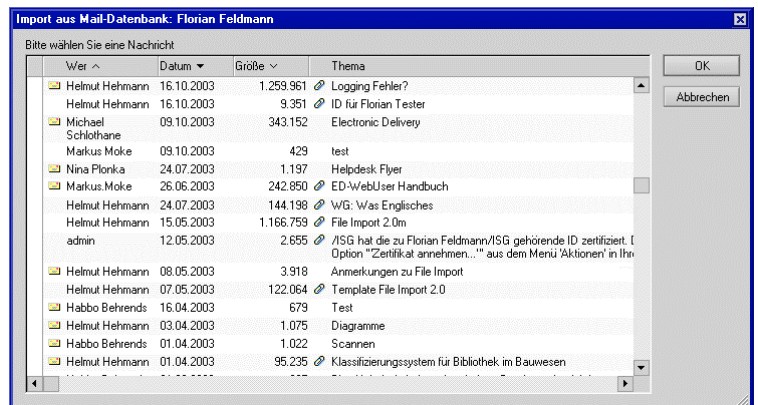 Import aus Mail-Datenbank: Florian Feldmann
Bitte wählen Sie eine Nachricht
Wer Datum Größe Thema
OK
Helmut Hehmann 16.10.2003 1.259.961 Logging Fehler?
Abbrechen
Helmut Hehmann 16.10.2003 9.351 ID für Florian Tester
Michael 09.10.2003 343.152 Electronic Delivery
Schlothane
Markus Moke 09.10.2003 429 test
Nina Plonka 24.07.2003 1.197 Helpdesk Flyer
Markus.Moke 26.06.2003 242.850 ED-WebUser Handbuch
Helmut Hehmann 24.07.2003 144.198 WG: Was Englisches
Helmut Hehmann 15.05.2003 1.166.759 File Import 2.0m
admin 12.05.2003 2.655 /ISG hat die zu Florian Feldmann/ISG gehörende ID zertifiziert.
Option "Zertifikat annehmen..." aus dem Menü 'Aktionen' in
Helmut Hehmann 08.05.2003 3.918 Anmerkungen zu File Import
Helmut Hehmann 07.05.2003 122.064 Template File Import 2.0
Habbo Behrends 16.04.2003 679 Test
Helmut Hehmann 03.04.2003 1.075 Diagramme
Habbo Behrends 01.04.2003 1.022 Scannen
Helmut Hehmann 01.04.2003 95.235 Klassifizierungssystem für Bibliothek im Bauwesen